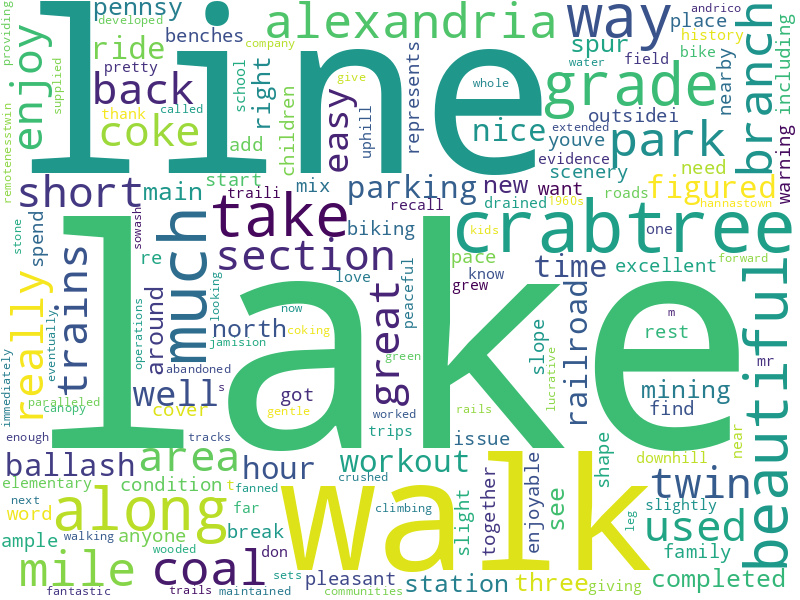 line
lake
walk
crabtree
alexandria
way
grade
park
branch
beautiful
twin
used
along
mile
coal
area
much
take
section
great
short
back
coke
enjoy
ride
pennsy
developed
benches
pretty
thank
called
company
school
right
children
add
start
easy
uphill
represents
give
whole
nice
spur
water
field
place
bike
history
andrico
nearby
including
warning
outsidei
youve
extended
evidence
scenery
need
figured
roads
want
new
parking
mix
traili
main
re
spend
stone
sowash
really
trains
around
operations
looking
north
well
abandoned
jamision
now
coking
love
biking
recall
peaceful
green
drained
1960s
kids
pace
know
grew
time
excellent
forward
hannastown
one
slope
railroad
lucrative
m
mr
rest
mining
find
near
issue
rails
worked
trips
got
gentle
cover
s
tracks
canopy
paralleled
eventually
immediately
providing
supplied
remotenesstwin
enough
ballash
elementary
condition
t
fanned
hour
workout
crushed
climbing
slight
together
enjoyable
see
shape
leg
downhill
slightly
family
completed
giving
three
station
communities
pleasant
sets
maintained
trails
fantastic
don
break
far
anyone
wooded
walking
word
next
ample